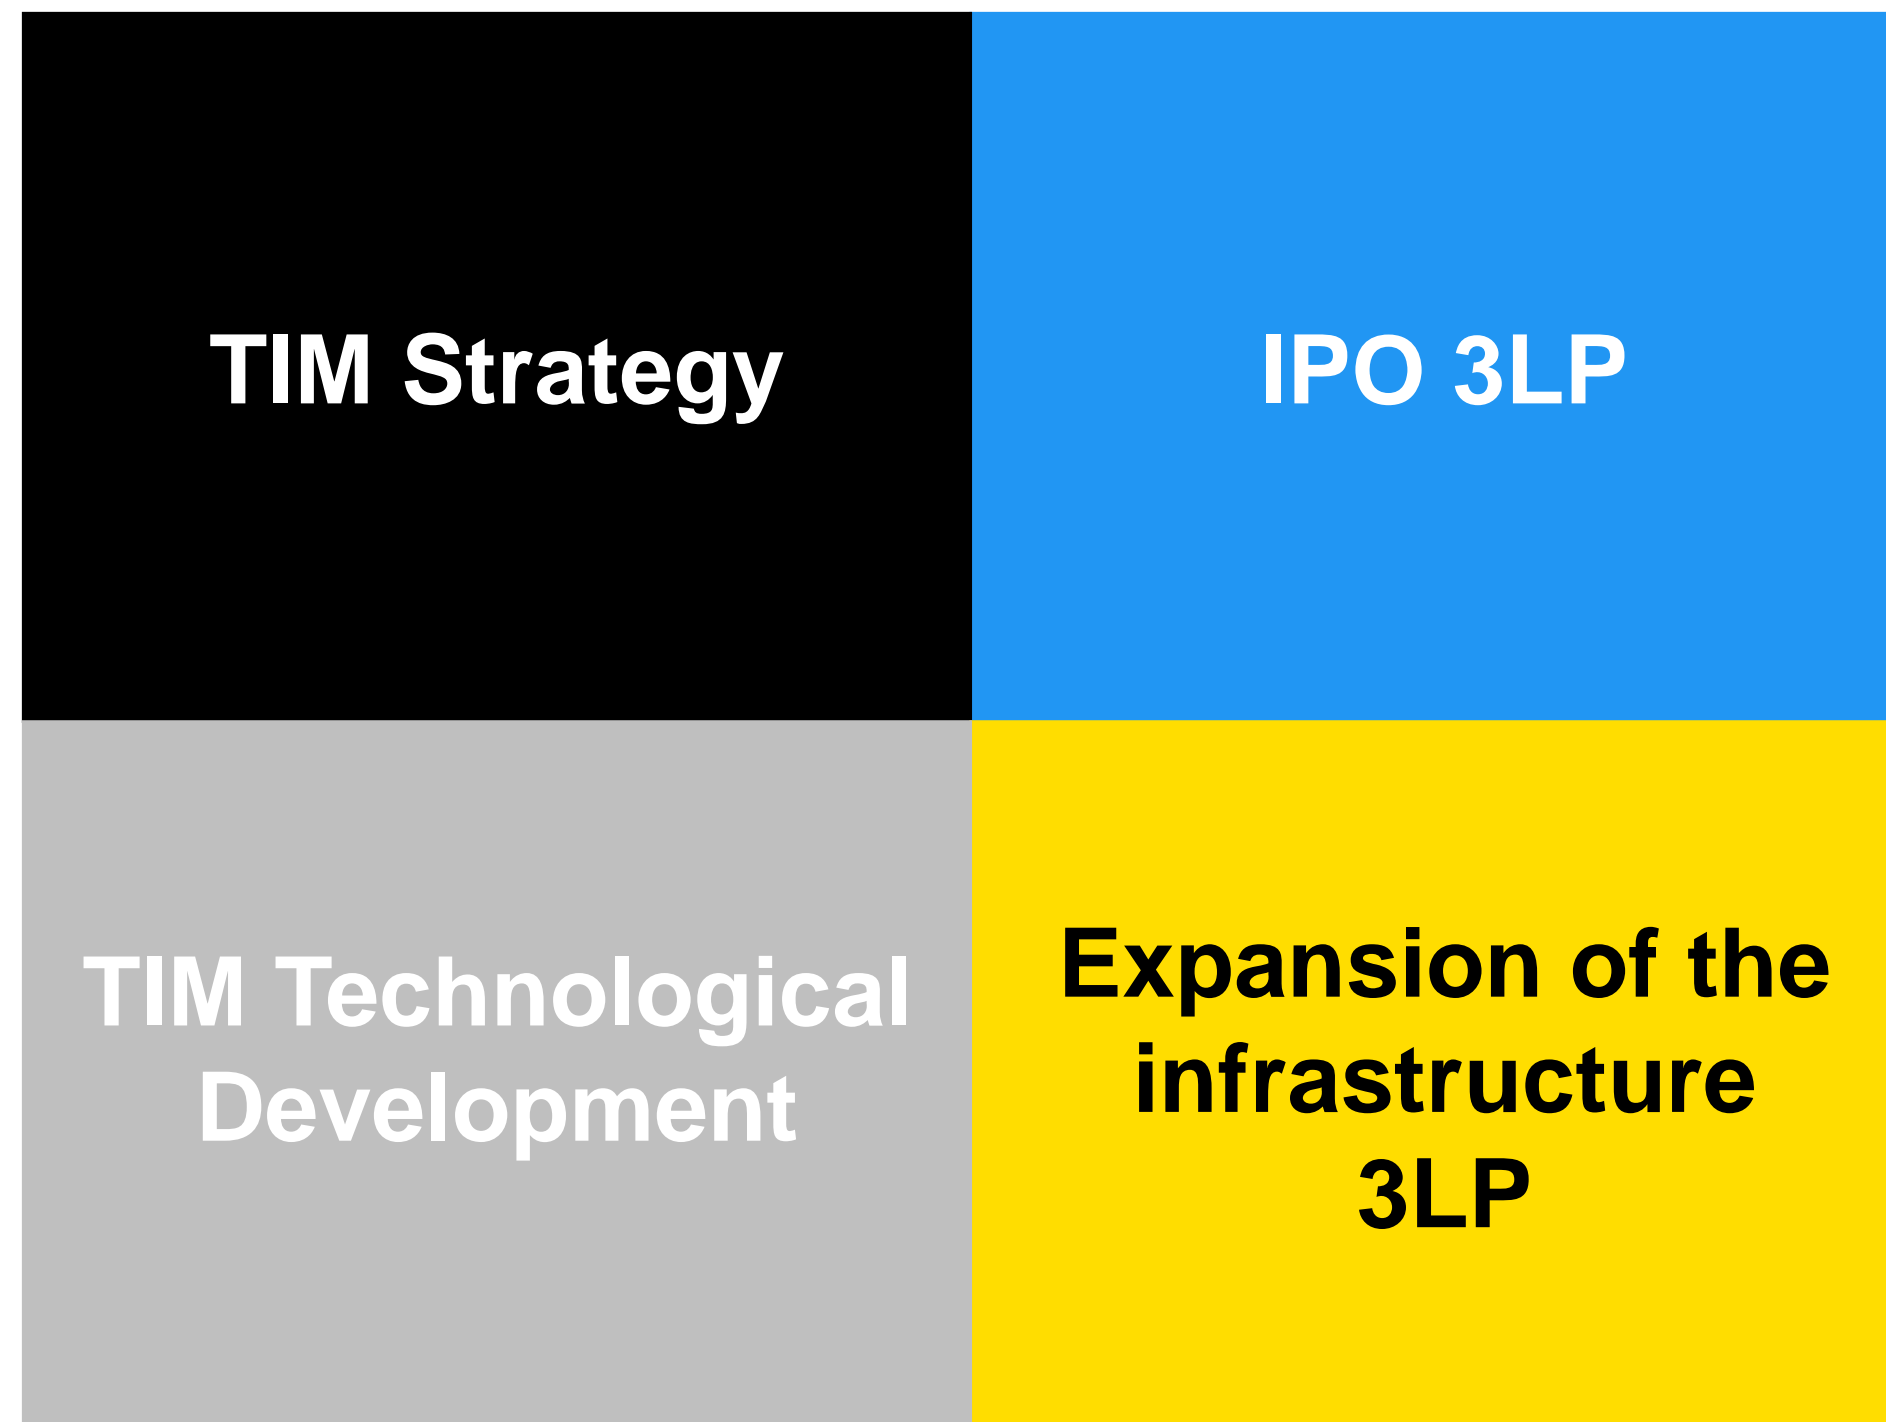 TIM Strategy
IPO 3LP
TIM Technological
Development
Expansion of the
infrastructure
3LP